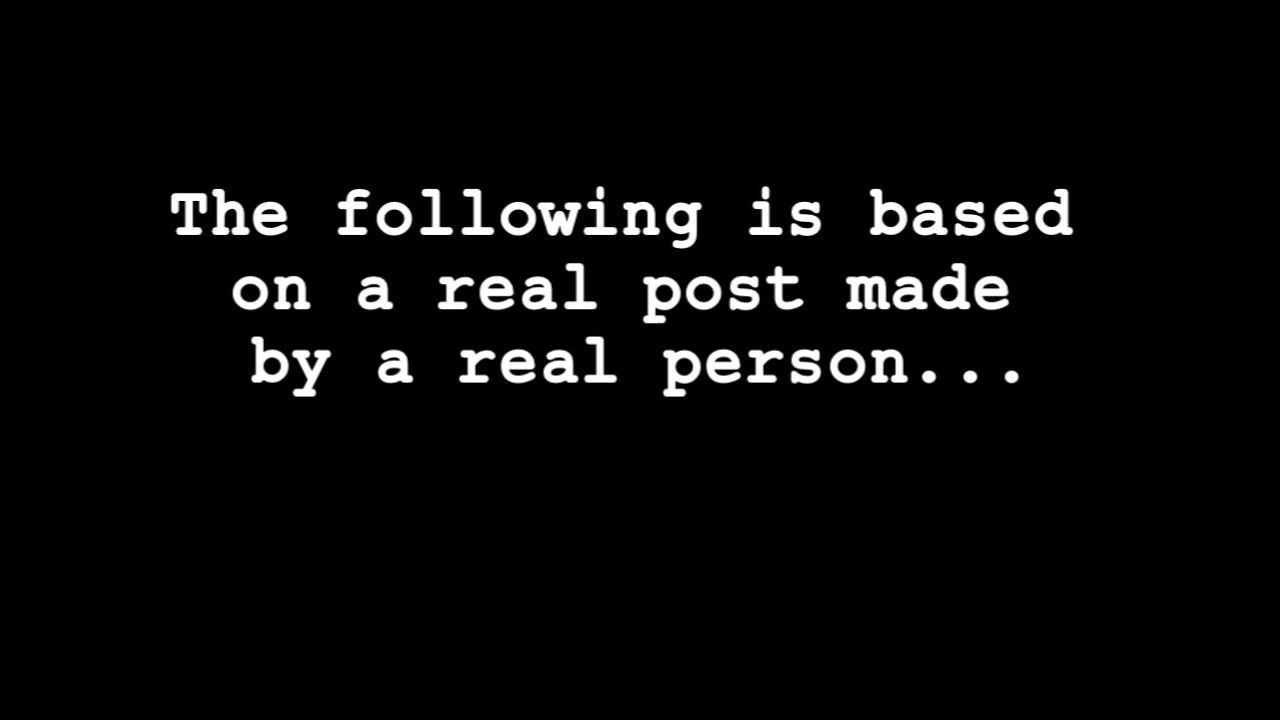 The following is based
on a real post made
by a real person...